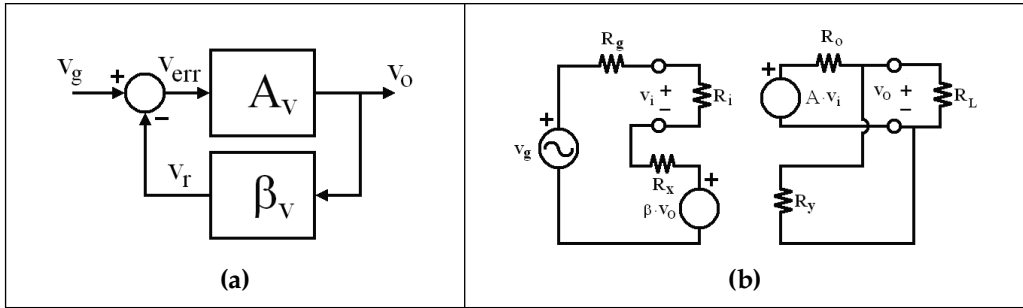 v_g
+
v_err
−
A_v
v_o
v_r
β_v
(a)
R_g
v_i
+
−
R_i
+
v_g
R_x
+
β·v_o
R_o
+
A·v_i
v_o
+
−
R_L
R_y
(b)